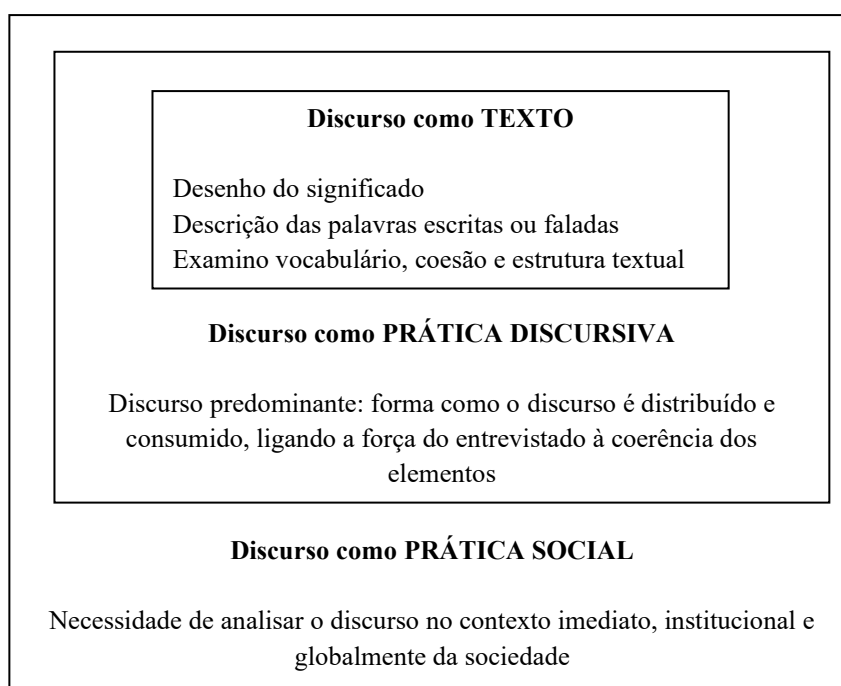 Discurso como TEXTO
Desenho do significado
Descrição das palavras escritas ou faladas
Examino vocabulário, coesão e estrutura textual
Discurso como PRÁTICA DISCURSIVA
Discurso predominante: forma como o discurso é distribuído e
consumido, ligando a força do entrevistado à coerência dos
elementos
Discurso como PRÁTICA SOCIAL
Necessidade de analisar o discurso no contexto imediato, institucional e
globalmente da sociedade